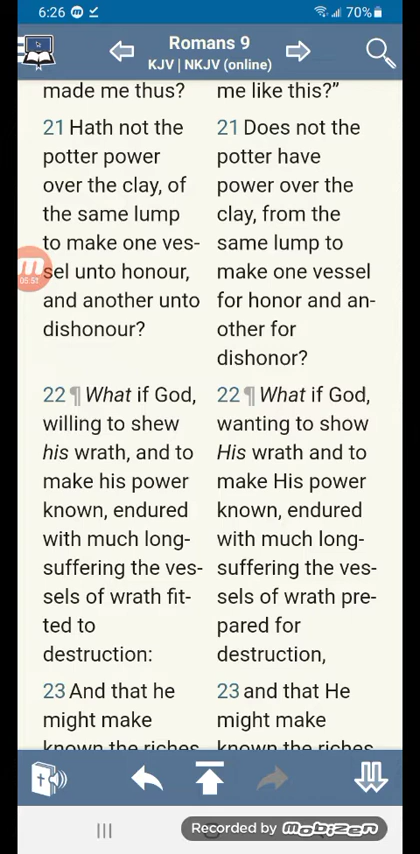 6:26
70%
Romans 9
KJV | NKJV (online)
made me thus?
21 Hath not the
potter power
over the clay, of
the same lump
to make one ves-
sel unto honour,
and another unto
dishonour?
22 ¶ What if God,
willing to shew
his wrath, and to
make his power
known, endured
with much long-
suffering the ves-
sels of wrath fit-
ted to
destruction:
23 And that he
might make
known the riches
me like this?”
21 Does not the
potter have
power over the
clay, from the
same lump to
make one vessel
for honor and an-
other for
dishonor?
22 ¶ What if God,
wanting to show
His wrath and to
make His power
known, endured
with much long-
suffering the ves-
sels of wrath pre-
pared for
destruction,
23 and that He
might make
known the riches
Recorded by mobizen